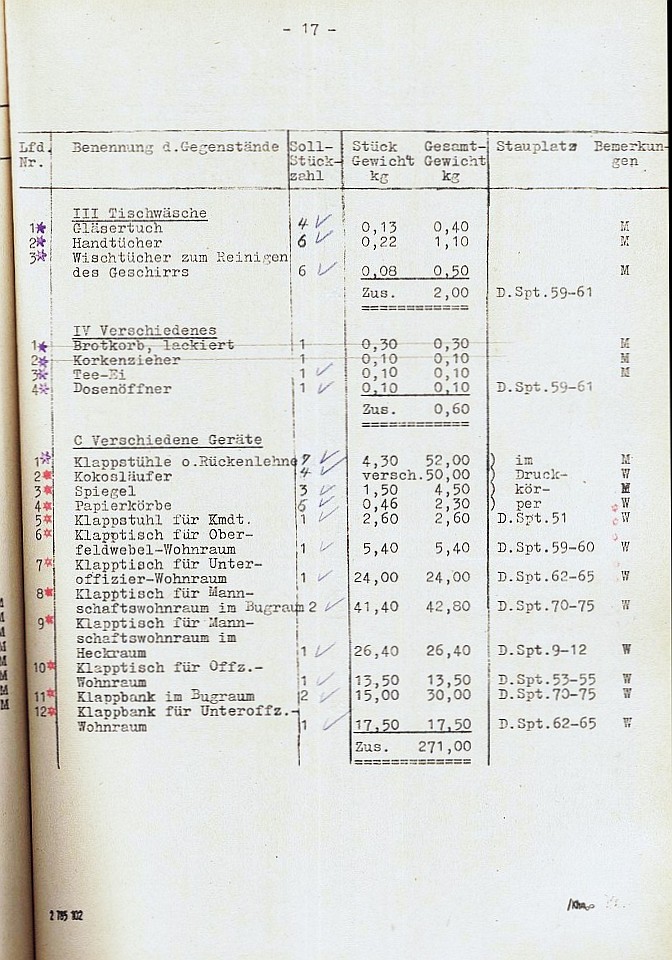 - 17 -
Lfd. Benennung d.Gegenstände Soll- Stück Gesamt- Stauplatz Bemerkun-
Nr. Stück- Gewicht Gewicht gen
zahl kg kg
III Tischwäsche
1* Gläsertuch 4 0,13 0,40 M
2* Handtücher 6 0,22 1,10 M
3* Wischtücher zum Reinigen
des Geschirrs 6 0,08 0,50 M
Zus. 2,00 D.Spt.59-61
IV Verschiedenes
1* Brotkorb, lackiert 1 0,30 0,30 M
2* Korkenzieher 1 0,10 0,10 M
3* Tee-Ei 1 0,10 0,10 M
4* Dosenöffner 1 0,10 0,10 D.Spt.59-61
Zus. 0,60
C Verschiedene Geräte
1* Klappstühle o.Rückenlehne 7 4,30 52,00 ) im M
2* Kokosläufer 4 versch. 50,00 ) Druck- W
3* Spiegel 3 1,50 4,50 ) kör- M
4* Papierkörbe 0,46 2,30 ) per W
5* Klappstuhl für Kmdt. 1 2,60 2,60 D.Spt.51 W
6* Klapptisch für Ober-
feldwebel-Wohnraum 1 5,40 5,40 D.Spt.59-60 W
7* Klapptisch für Unter-
offizier-Wohnraum 1 24,00 24,00 D.Spt.62-65 W
8* Klapptisch für Mann-
schaftswohnraum im Bugraum 2 41,40 42,80 D.Spt.70-75 W
9* Klapptisch für Mann-
schaftswohnraum im
Heckraum 1 26,40 26,40 D.Spt.9-12 W
10* Klapptisch für Offz.-
Wohnraum 1 13,50 13,50 D.Spt.53-55 W
11* Klappbank im Bugraum 2 15,00 30,00 D.Spt.70-75 W
12* Klappbank für Unteroffz.-
Wohnraum 1 17,50 17,50 D.Spt.62-65 W
Zus. 271,00
2 785 102